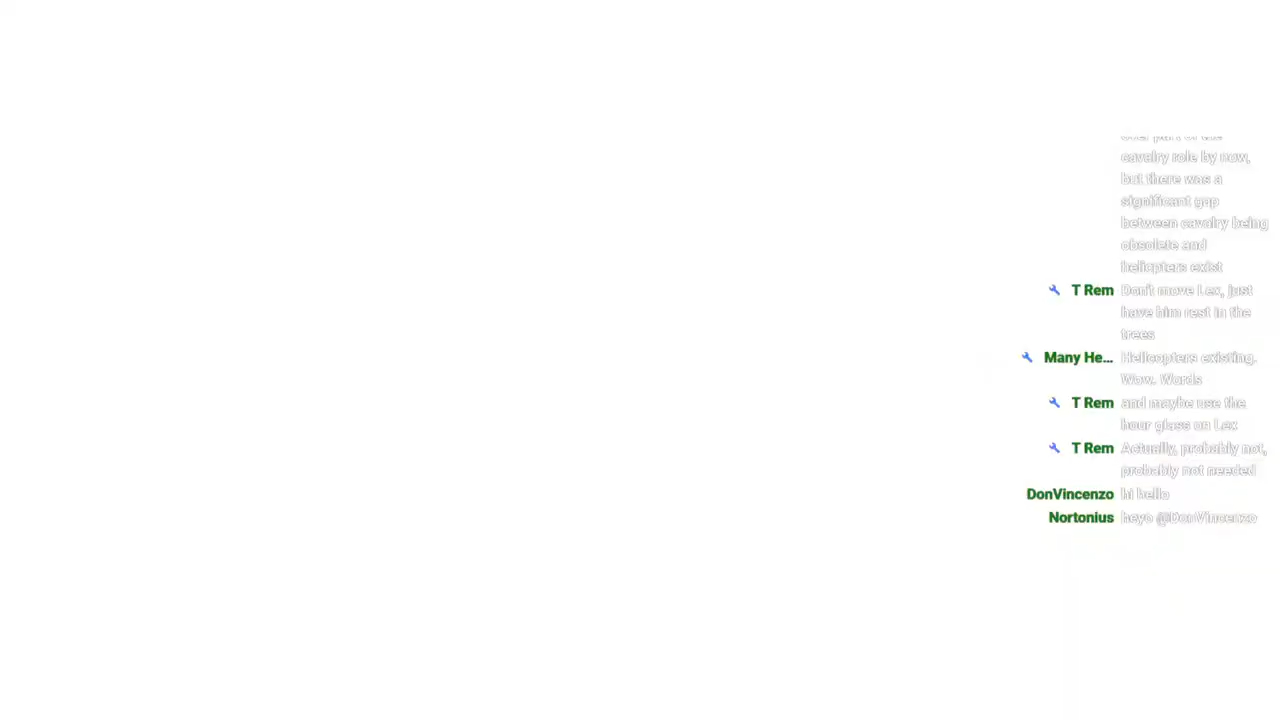 cavalry role by now,
but there was a
significant gap
between cavalry being
obsolete and
helicopters exist
T Rem Don't move Lex, just
have him rest in the
trees
Many He... Helicopters existing.
Wow. Words
T Rem and maybe use the
hour glass on Lex
T Rem Actually, probably not,
probably not needed
DonVincenzo hi hello
Nortonius heyo @DonVincenzo